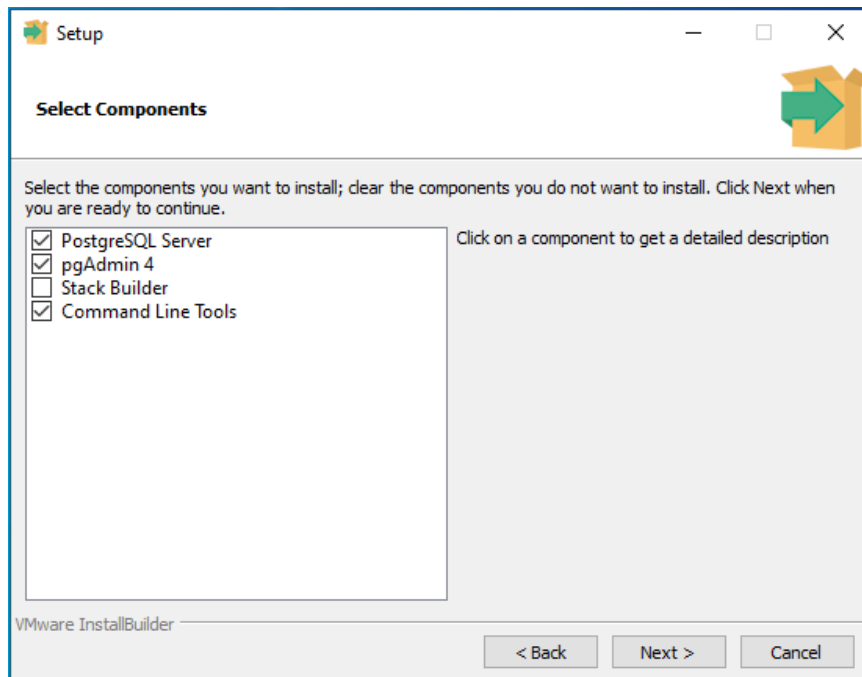 Setup
Select Components
Select the components you want to install; clear the components you do not want to install. Click Next when
you are ready to continue.
PostgreSQL Server
pgAdmin 4
Stack Builder
Command Line Tools
Click on a component to get a detailed description
VMware InstallBuilder
< Back
Next >
Cancel